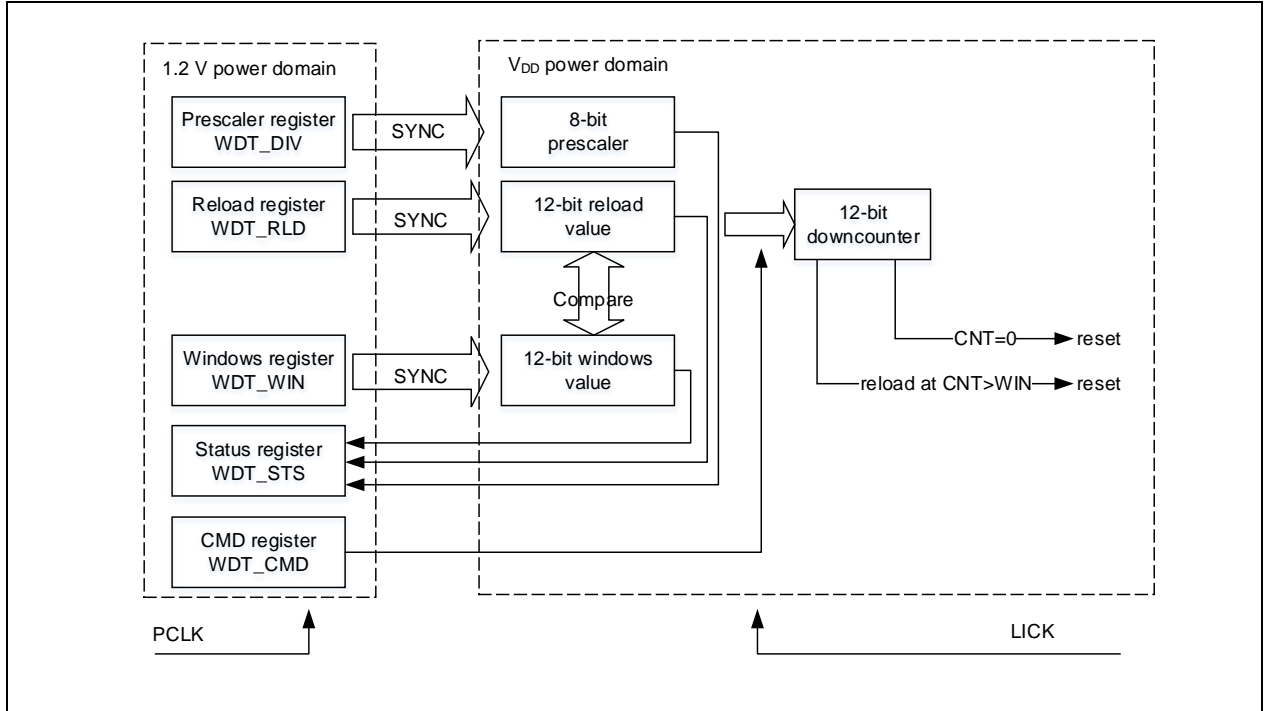 1.2 V power domain
VDD power domain
Prescaler register
WDT_DIV
SYNC
8-bit
prescaler
Reload register
WDT_RLD
SYNC
12-bit reload
value
12-bit
downcounter
Compare
Windows register
WDT_WIN
SYNC
12-bit windows
value
CNT=0
reset
reload at CNT>WIN
reset
Status register
WDT_STS
CMD register
WDT_CMD
PCLK
LICK